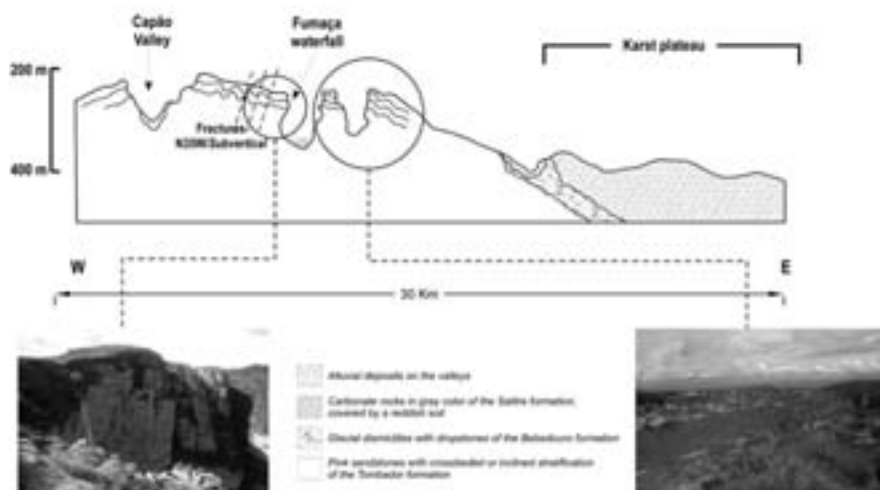 Capão
Valley
Fumaça
waterfall
Karst plateau
200 m
Fractures-
N30W/Subvertical
400 m
W
E
30 Km
Alluvial deposits on the valleys
Carbonate rocks in gray color of the Salitre formation,
covered by a reddish soil
Glacial diamictites with dropstones of the Bebedouro formation
Pink sandstones with crossbedded or inclined stratification
of the Tombador formation